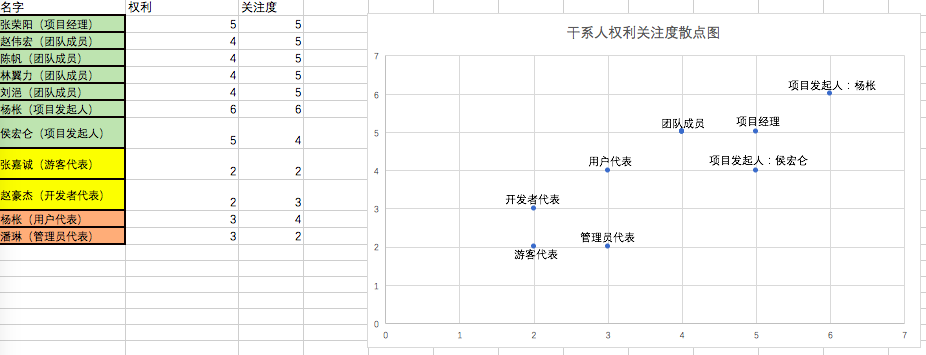 名字 权利 关注度
张荣阳（项目经理） 5 5
赵伟宏（团队成员） 4 5
陈帆（团队成员） 4 5
林翼力（团队成员） 4 5
刘浥（团队成员） 4 5
杨枨（项目发起人） 6 6
侯宏仑（项目发起人） 5 4
张嘉诚（游客代表） 2 2
赵豪杰（开发者代表） 2 3
杨枨（用户代表） 3 4
潘琳（管理员代表） 3 2
干系人权利关注度散点图
7
6
5
4
3
2
1
0
项目发起人：杨枨
团队成员
项目经理
用户代表
项目发起人：侯宏仑
开发者代表
管理员代表
游客代表
0 1 2 3 4 5 6 7